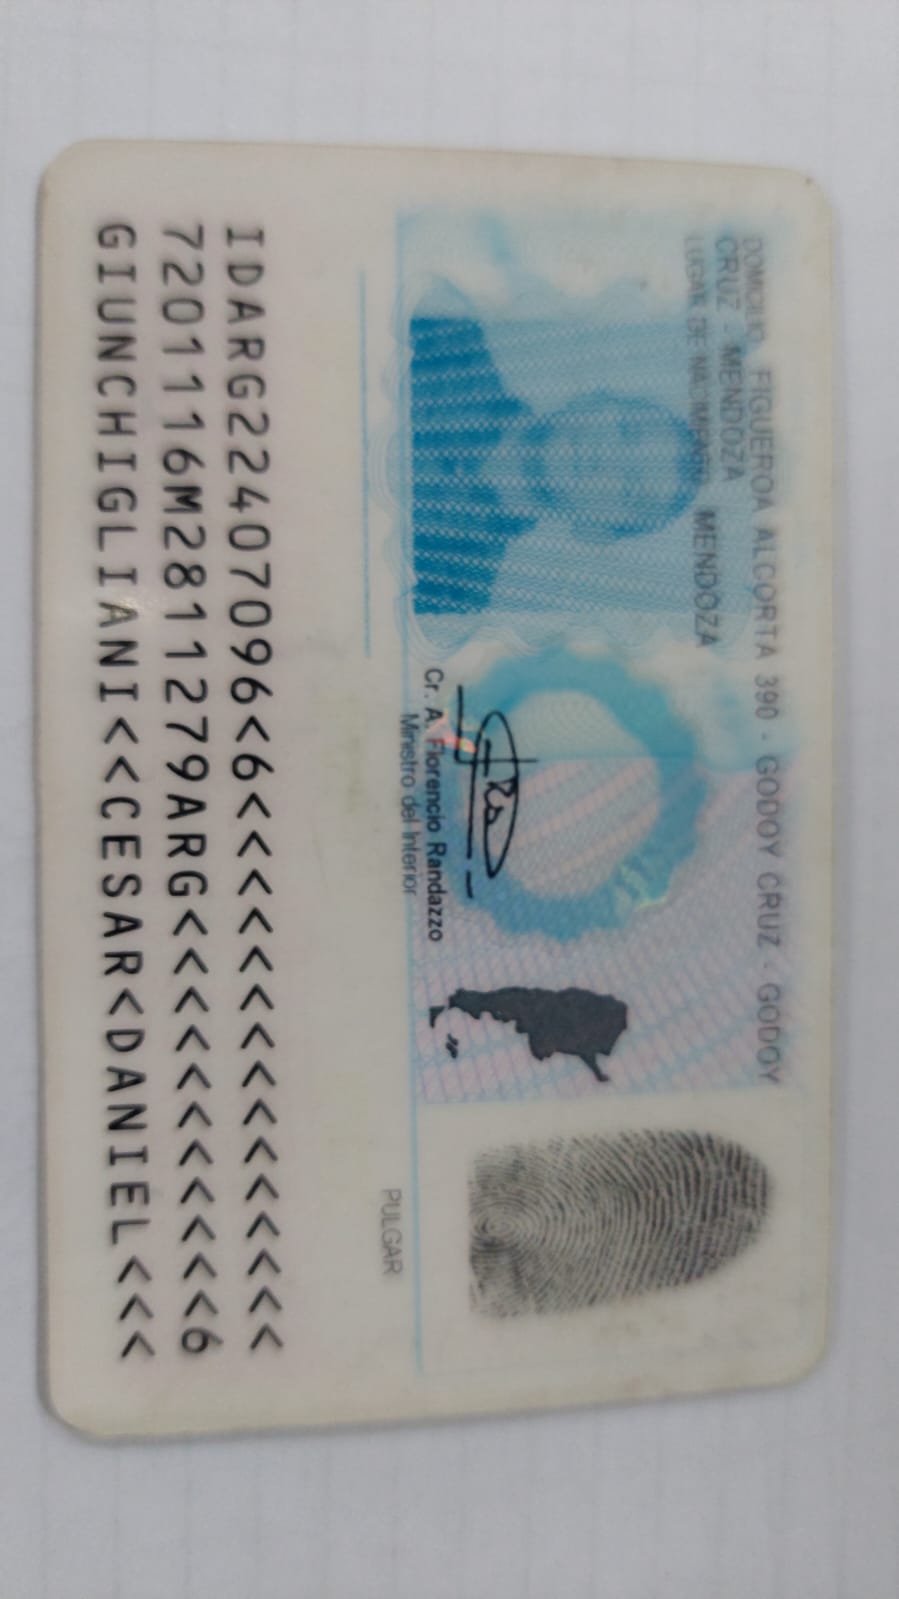 DOMICILIO: FIGUEROA ALCORTA 390 - GODOY CRUZ - GODOY
CRUZ - MENDOZA
LUGAR DE NACIMIENTO: MENDOZA
Cr. A. Florencio Randazzo
Ministro del Interior
PULGAR
IDARG22407096<6<<<<<<<<<<<<<<<
7201116M2811279ARG<<<<<<<<<<<6
GIUNCHIGLIANI<<CESAR<DANIEL<<<